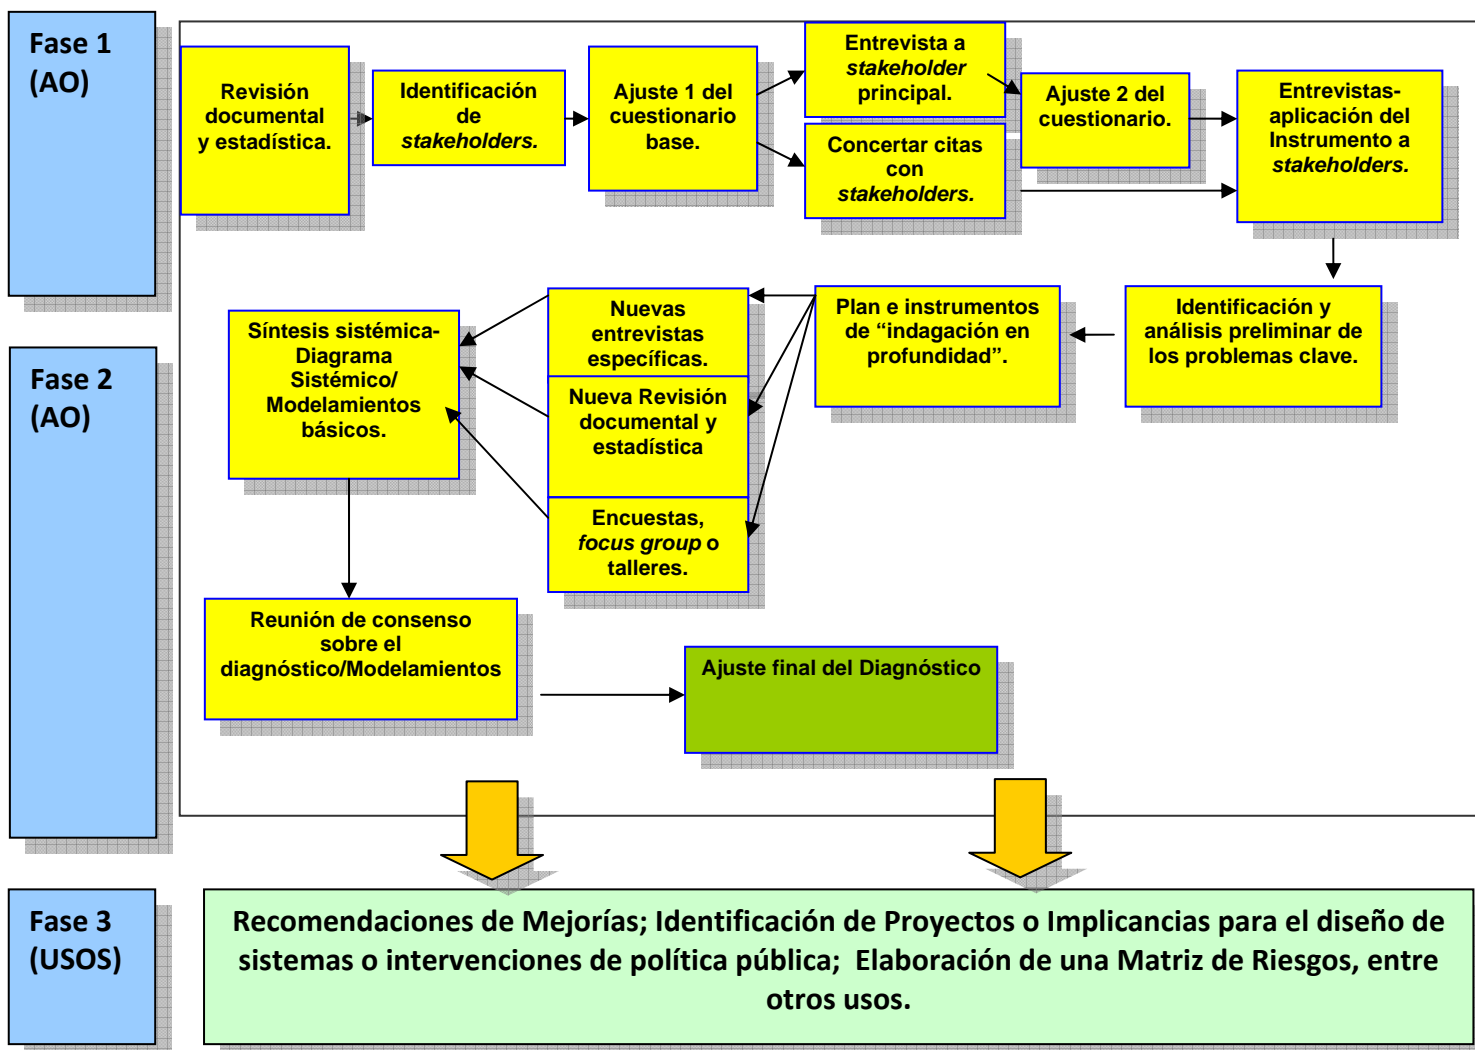 Fase 1
(AO)
Revisión
documental
y estadística.
Identificación
de
stakeholders.
Ajuste 1 del
cuestionario
base.
Entrevista a
stakeholder
principal.
Concertar citas
con
stakeholders.
Ajuste 2 del
cuestionario.
Entrevistas-
aplicación del
Instrumento a
stakeholders.
Fase 2
(AO)
Identificación y
análisis preliminar de
los problemas clave.
Plan e instrumentos
de “indagación en
profundidad”.
Nuevas
entrevistas
específicas.
Nueva Revisión
documental y
estadística
Encuestas,
focus group o
talleres.
Síntesis sistémica-
Diagrama
Sistémico/
Modelamientos
básicos.
Reunión de consenso
sobre el
diagnóstico/Modelamientos
Ajuste final del Diagnóstico
Fase 3
(USOS)
Recomendaciones de Mejorías; Identificación de Proyectos o Implicancias para el diseño de
sistemas o intervenciones de política pública;  Elaboración de una Matriz de Riesgos, entre
otros usos.